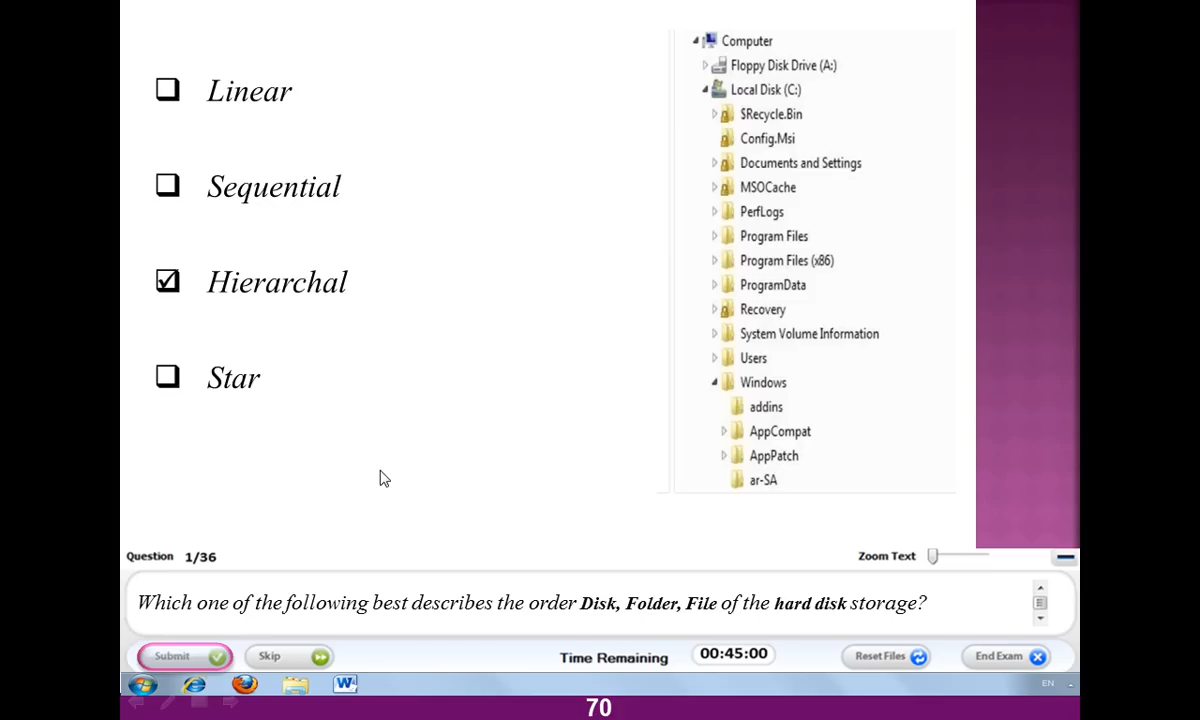 Linear
Sequential
Hierarchal
Star
Computer
Floppy Disk Drive (A:)
Local Disk (C:)
$Recycle.Bin
Config.Msi
Documents and Settings
MSOCache
PerfLogs
Program Files
Program Files (x86)
ProgramData
Recovery
System Volume Information
Users
Windows
addins
AppCompat
AppPatch
ar-SA
Question 1/36
Zoom Text
Which one of the following best describes the order Disk, Folder, File of the hard disk storage?
Submit Skip Time Remaining 00:45:00 Reset Files End Exam
EN
70